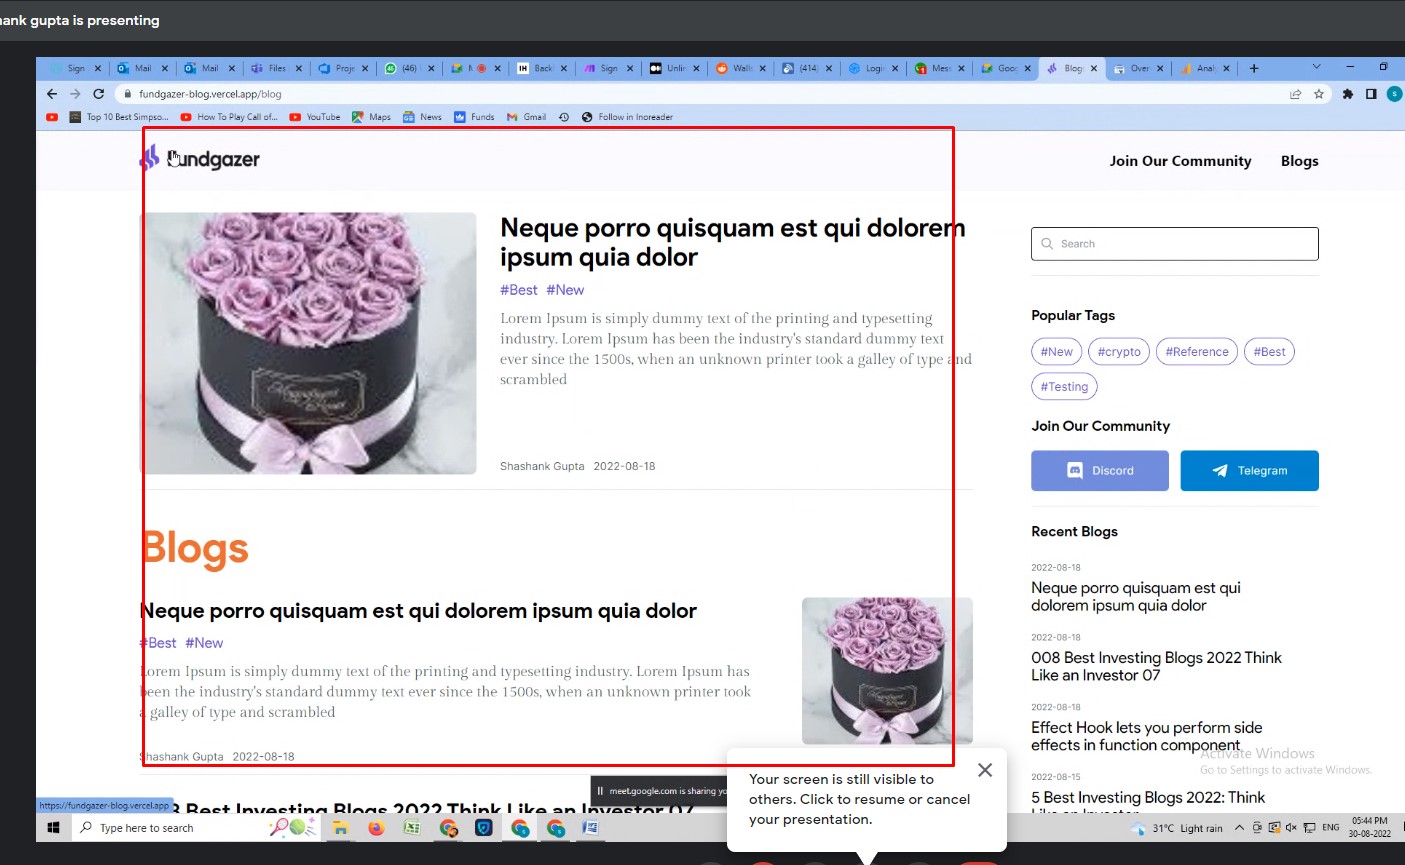 hank gupta is presenting
Sign
Mail
Mail
Files
Proje
(46)
Back
Sign
Unlir
Walls
(414)
Login
Mess
Goog
Blogs
Over
Analy
fundgazer-blog.vercel.app/blog
Top 10 Best Simpso...
How To Play Call of...
YouTube
Maps
News
Funds
Gmail
Follow in Inoreader
fundgazer
Join Our Community
Blogs
Neque porro quisquam est qui dolorem
ipsum quia dolor
#Best #New
Lorem Ipsum is simply dummy text of the printing and typesetting
industry. Lorem Ipsum has been the industry's standard dummy text
ever since the 1500s, when an unknown printer took a galley of type and
scrambled
Shashank Gupta 2022-08-18
Blogs
Neque porro quisquam est qui dolorem ipsum quia dolor
#Best #New
Lorem Ipsum is simply dummy text of the printing and typesetting industry. Lorem Ipsum has
been the industry's standard dummy text ever since the 1500s, when an unknown printer took
a galley of type and scrambled
Shashank Gupta 2022-08-18
8 Best Investing Blogs 2022 Think Like an Investor 07
Search
Popular Tags
#New #crypto #Reference #Best
#Testing
Join Our Community
Discord
Telegram
Recent Blogs
2022-08-18
Neque porro quisquam est qui
dolorem ipsum quia dolor
2022-08-18
008 Best Investing Blogs 2022 Think
Like an Investor 07
2022-08-18
Effect Hook lets you perform side
effects in function component
2022-08-15
5 Best Investing Blogs 2022: Think
Like an Investor
Activate Windows
Go to Settings to activate Windows.
meet.google.com is sharing yo
Your screen is still visible to
others. Click to resume or cancel
your presentation.
https://fundgazer-blog.vercel.app
Type here to search
31°C Light rain
ENG
05:44 PM
30-08-2022